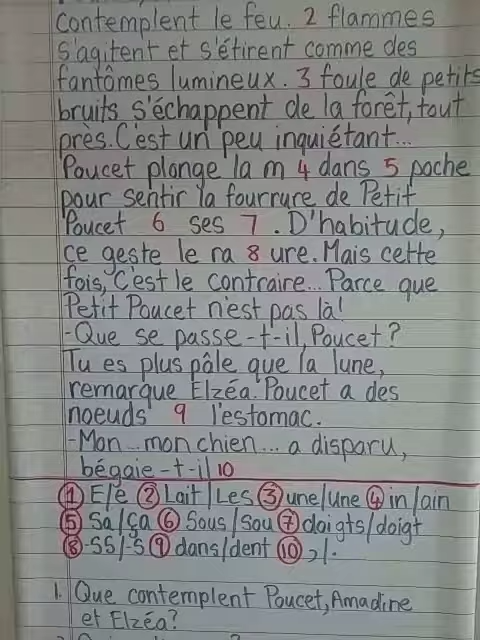 contemplent le feu. 2 flammes
s'agitent et s'étirent comme des
fantômes lumineux. 3 foule de petits
bruits s'échappent de la forêt, tout
près. C'est un peu inquiétant...
Poucet plonge la m 4 dans 5 poche
pour sentir la fourrure de Petit
Poucet 6 ses 7. D'habitude,
ce geste le ra 8 ure. Mais cette
fois, C'est le contraire... Parce que
Petit Poucet n'est pas là!
-Que se passe-t-il, Poucet?
Tu es plus pâle que la lune,
remarque Elzéa. Poucet a des
noeuds 9 l'estomac.
-Mon... mon chien... a disparu,
bégaie-t-il 10
① E/è ② Lait/Les ③ une/Une ④ in/ain
⑤ Sa/ça ⑥ Sous/Sou ⑦ doigts/doigt
⑧ -SS/-S ⑨ dans/dent ⑩ , /.
1. Que contemplent Poucet, Amadine
et Elzéa?